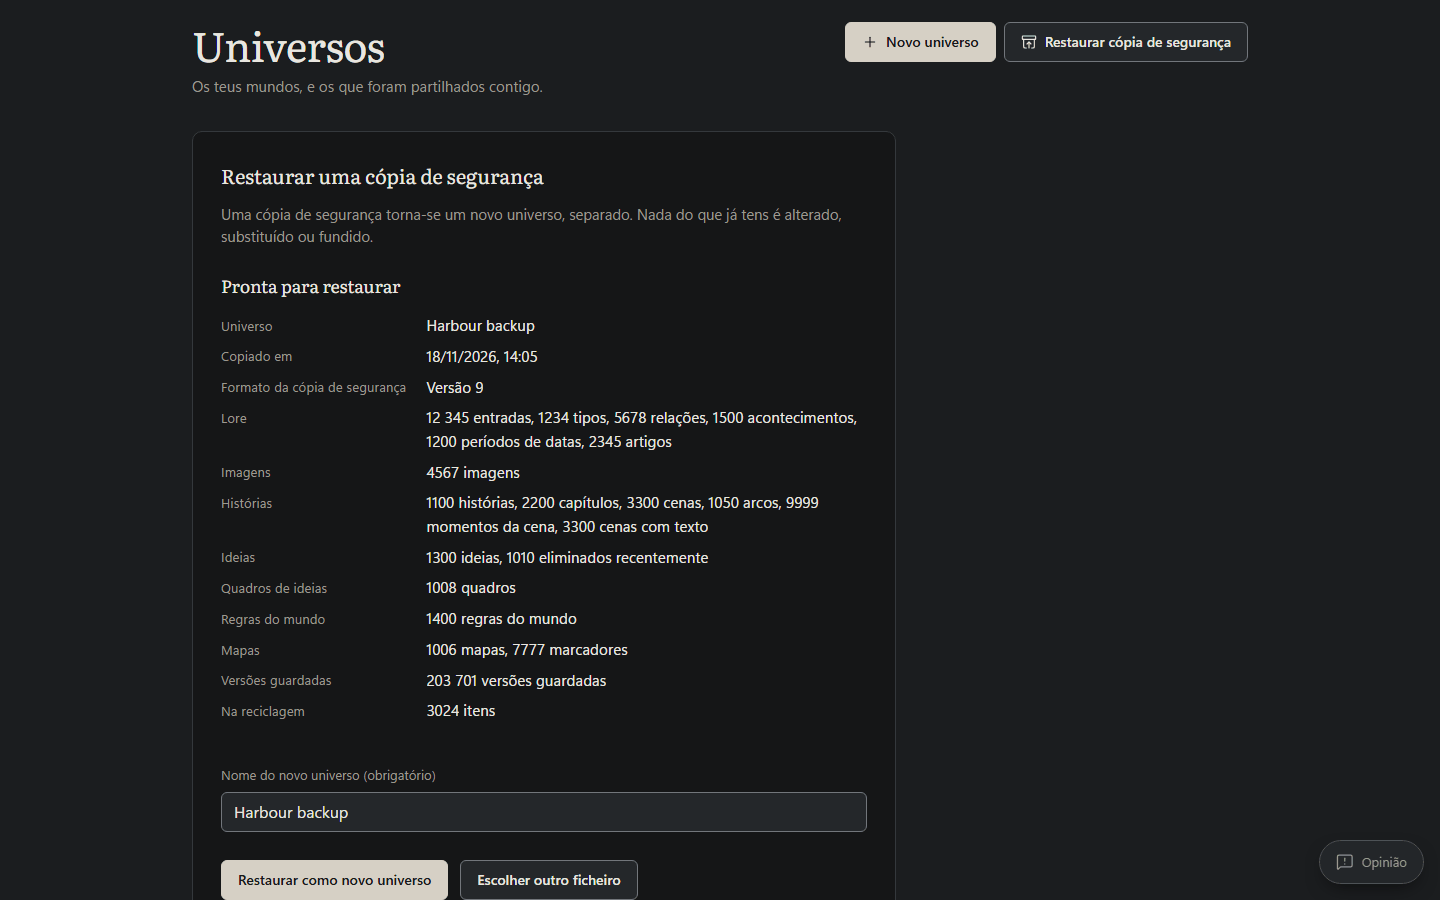 Universos
Os teus mundos, e os que foram partilhados contigo.
Novo universo
Restaurar cópia de segurança
Restaurar uma cópia de segurança
Uma cópia de segurança torna-se um novo universo, separado. Nada do que já tens é alterado,
substituído ou fundido.
Pronta para restaurar
Universo Harbour backup
Copiado em 18/11/2026, 14:05
Formato da cópia de segurança Versão 9
Lore 12 345 entradas, 1234 tipos, 5678 relações, 1500 acontecimentos,
1200 períodos de datas, 2345 artigos
Imagens 4567 imagens
Histórias 1100 histórias, 2200 capítulos, 3300 cenas, 1050 arcos, 9999
momentos da cena, 3300 cenas com texto
Ideias 1300 ideias, 1010 eliminados recentemente
Quadros de ideias 1008 quadros
Regras do mundo 1400 regras do mundo
Mapas 1006 mapas, 7777 marcadores
Versões guardadas 203 701 versões guardadas
Na reciclagem 3024 itens
Nome do novo universo (obrigatório)
Harbour backup
Restaurar como novo universo
Escolher outro ficheiro
Opinião